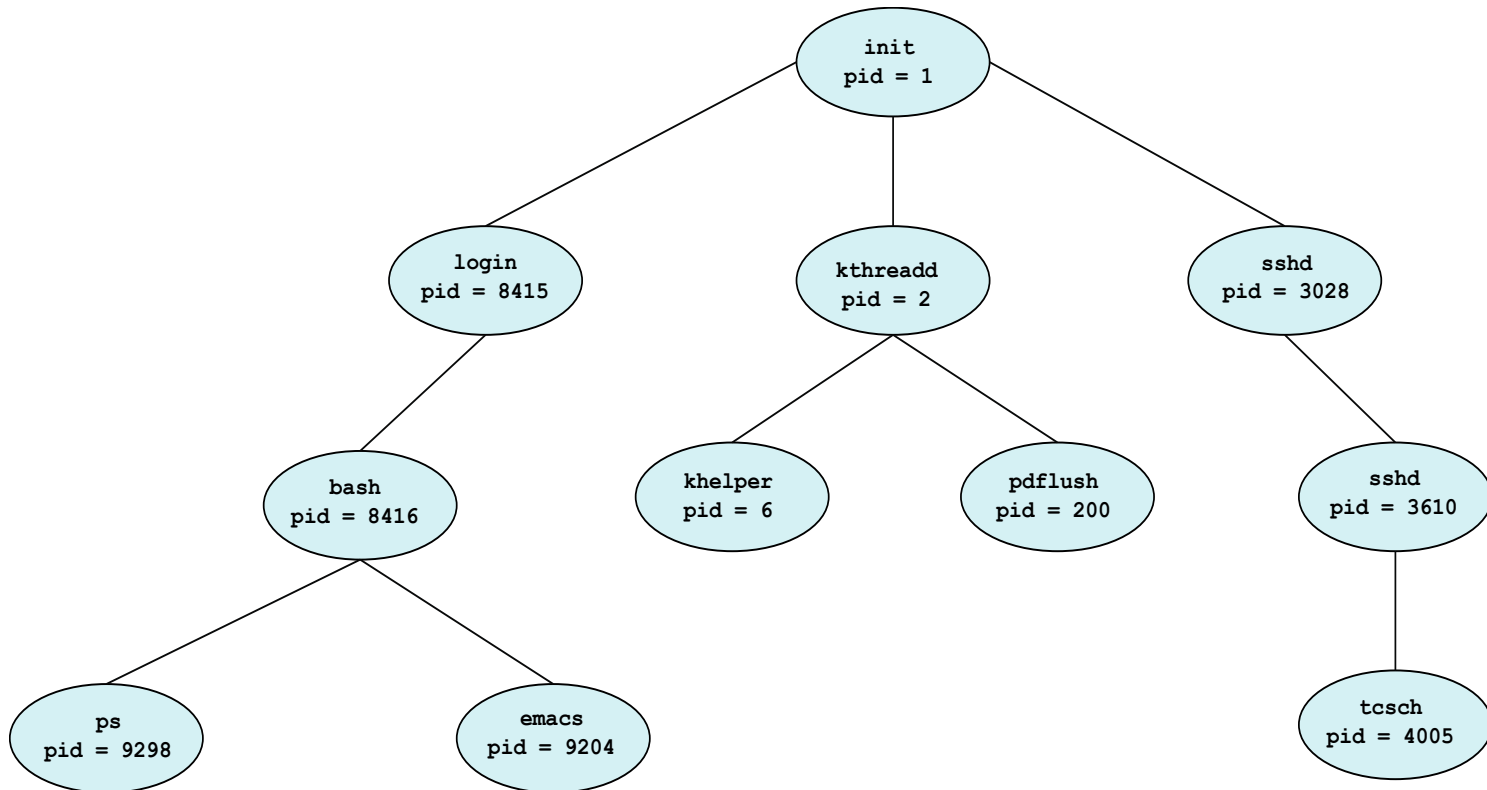 init
pid = 1
login
pid = 8415
kthreadd
pid = 2
sshd
pid = 3028
bash
pid = 8416
khelper
pid = 6
pdflush
pid = 200
sshd
pid = 3610
ps
pid = 9298
emacs
pid = 9204
tcsch
pid = 4005